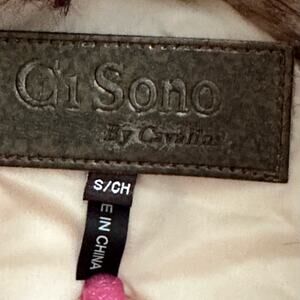 Ci Sono
By Cavalini
S/CH
E IN CHINA